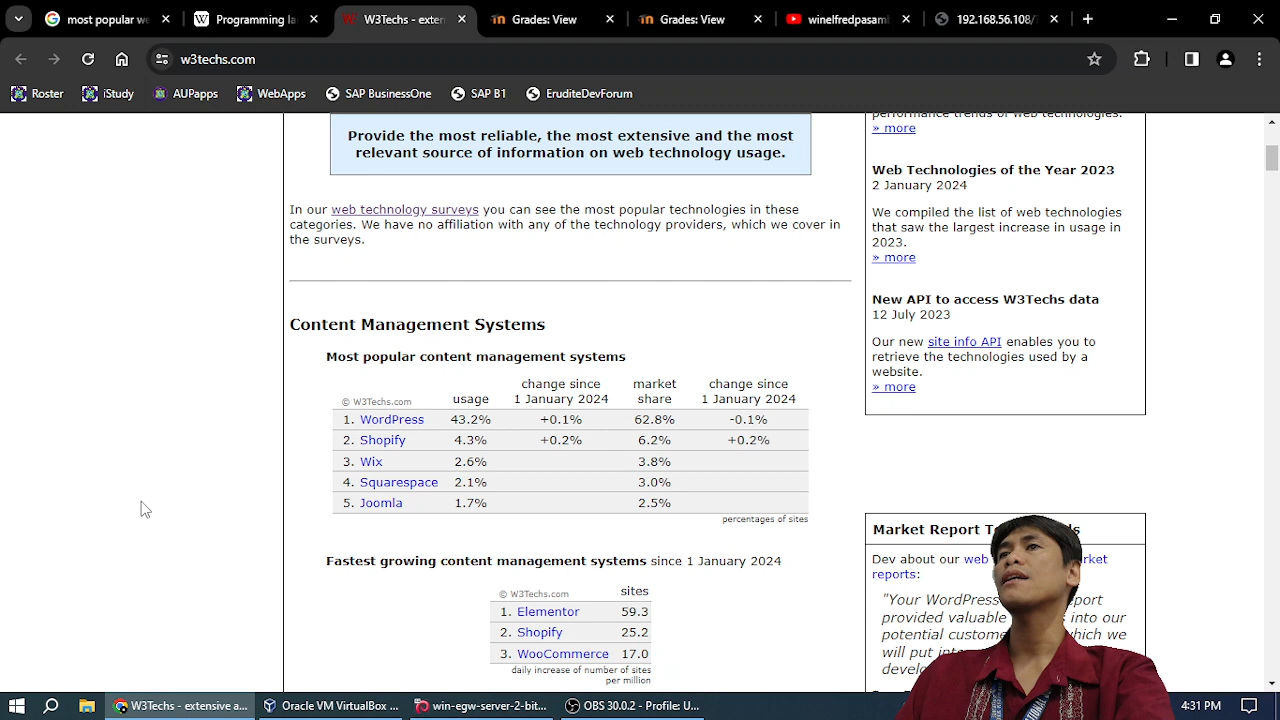 most popular we
Programming la
W3Techs - exten
Grades: View
Grades: View
winelfredpasaml
192.168.56.108/
w3techs.com
Roster
iStudy
AUPapps
WebApps
SAP BusinessOne
SAP B1
EruditeDevForum
Provide the most reliable, the most extensive and the most
relevant source of information on web technology usage.
In our web technology surveys you can see the most popular technologies in these
categories. We have no affiliation with any of the technology providers, which we cover in
the surveys.
Content Management Systems
Most popular content management systems
© W3Techs.com usage change since 1 January 2024 market share change since 1 January 2024
1. WordPress 43.2% +0.1% 62.8% -0.1%
2. Shopify 4.3% +0.2% 6.2% +0.2%
3. Wix 2.6% 3.8%
4. Squarespace 2.1% 3.0%
5. Joomla 1.7% 2.5%
percentages of sites
Fastest growing content management systems since 1 January 2024
© W3Techs.com sites
1. Elementor 59.3
2. Shopify 25.2
3. WooCommerce 17.0
daily increase of number of sites
per million
performance trends of web technologies.
» more
Web Technologies of the Year 2023
2 January 2024
We compiled the list of web technologies
that saw the largest increase in usage in
2023.
» more
New API to access W3Techs data
12 July 2023
Our new site info API enables you to
retrieve the technologies used by a
website.
» more
Market Report T
Dev about our web
reports:
"Your WordPress
provided valuable into our
potential custome which we
will put int
devel
W3Techs - extensive a...
Oracle VM VirtualBox ...
win-egw-server-2-bit...
OBS 30.0.2 - Profiler: U...
4:31 PM